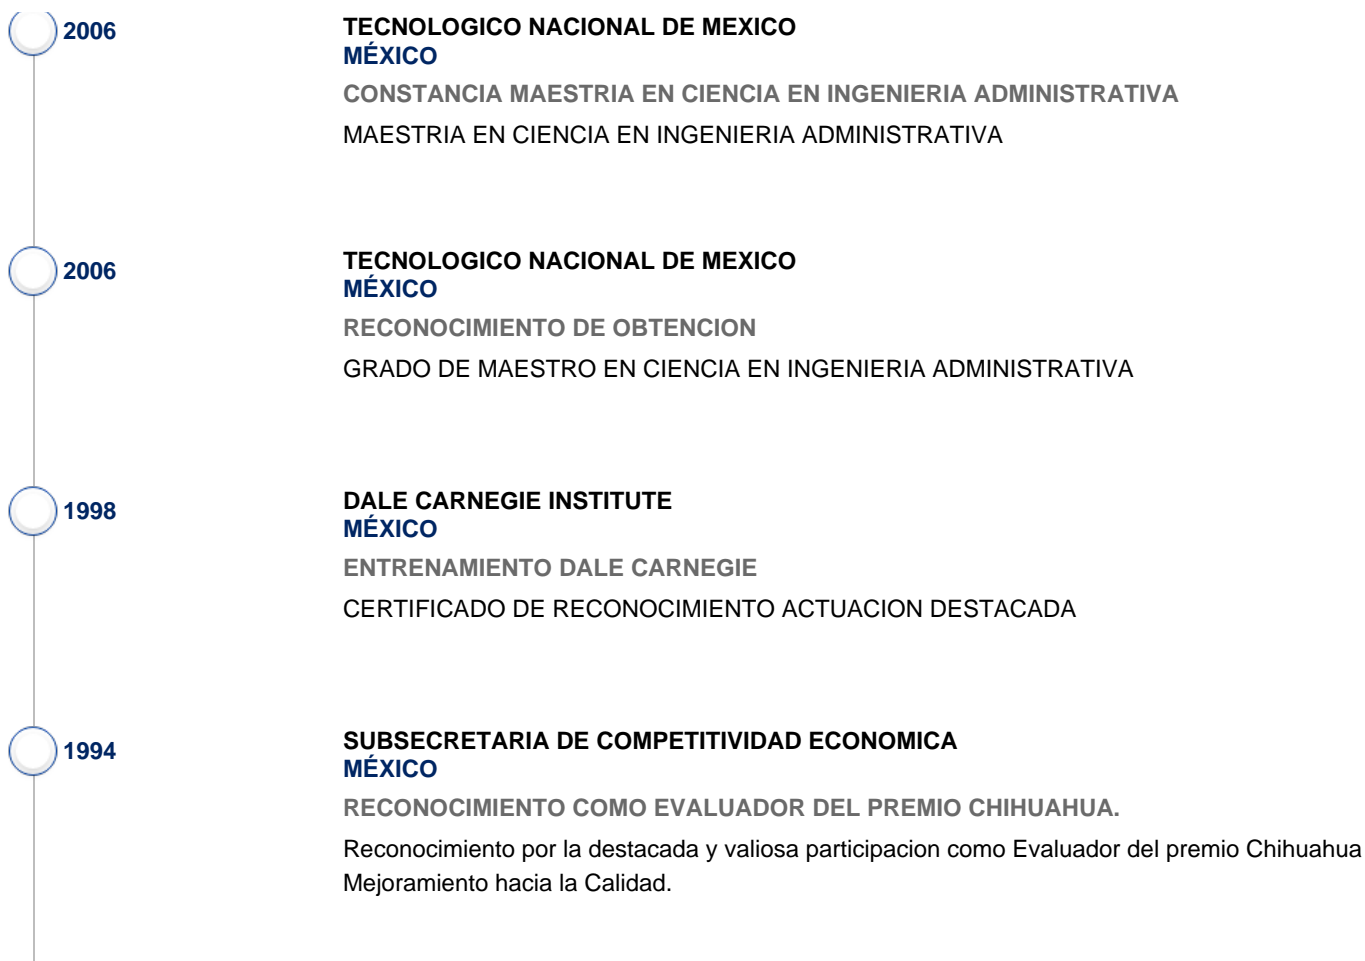 2006
TECNOLOGICO NACIONAL DE MEXICO
MÉXICO
CONSTANCIA MAESTRIA EN CIENCIA EN INGENIERIA ADMINISTRATIVA
MAESTRIA EN CIENCIA EN INGENIERIA ADMINISTRATIVA
2006
TECNOLOGICO NACIONAL DE MEXICO
MÉXICO
RECONOCIMIENTO DE OBTENCION
GRADO DE MAESTRO EN CIENCIA EN INGENIERIA ADMINISTRATIVA
1998
DALE CARNEGIE INSTITUTE
MÉXICO
ENTRENAMIENTO DALE CARNEGIE
CERTIFICADO DE RECONOCIMIENTO ACTUACION DESTACADA
1994
SUBSECRETARIA DE COMPETITIVIDAD ECONOMICA
MÉXICO
RECONOCIMIENTO COMO EVALUADOR DEL PREMIO CHIHUAHUA.
Reconocimiento por la destacada y valiosa participacion como Evaluador del premio Chihuahua
Mejoramiento hacia la Calidad.